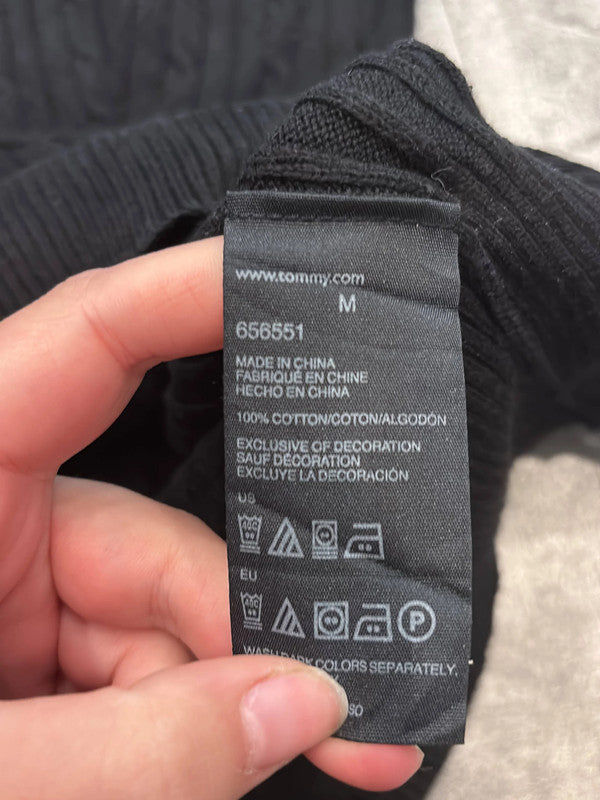 www.tommy.com
M
656551
MADE IN CHINA
FABRIQUÉ EN CHINE
HECHO EN CHINA
100% COTTON/COTON/ALGODÓN
EXCLUSIVE OF DECORATION
SAUF DÉCORATION
EXCLUYE LA DECORACIÓN
US
EU
P
WASH DARK COLORS SEPARATELY.